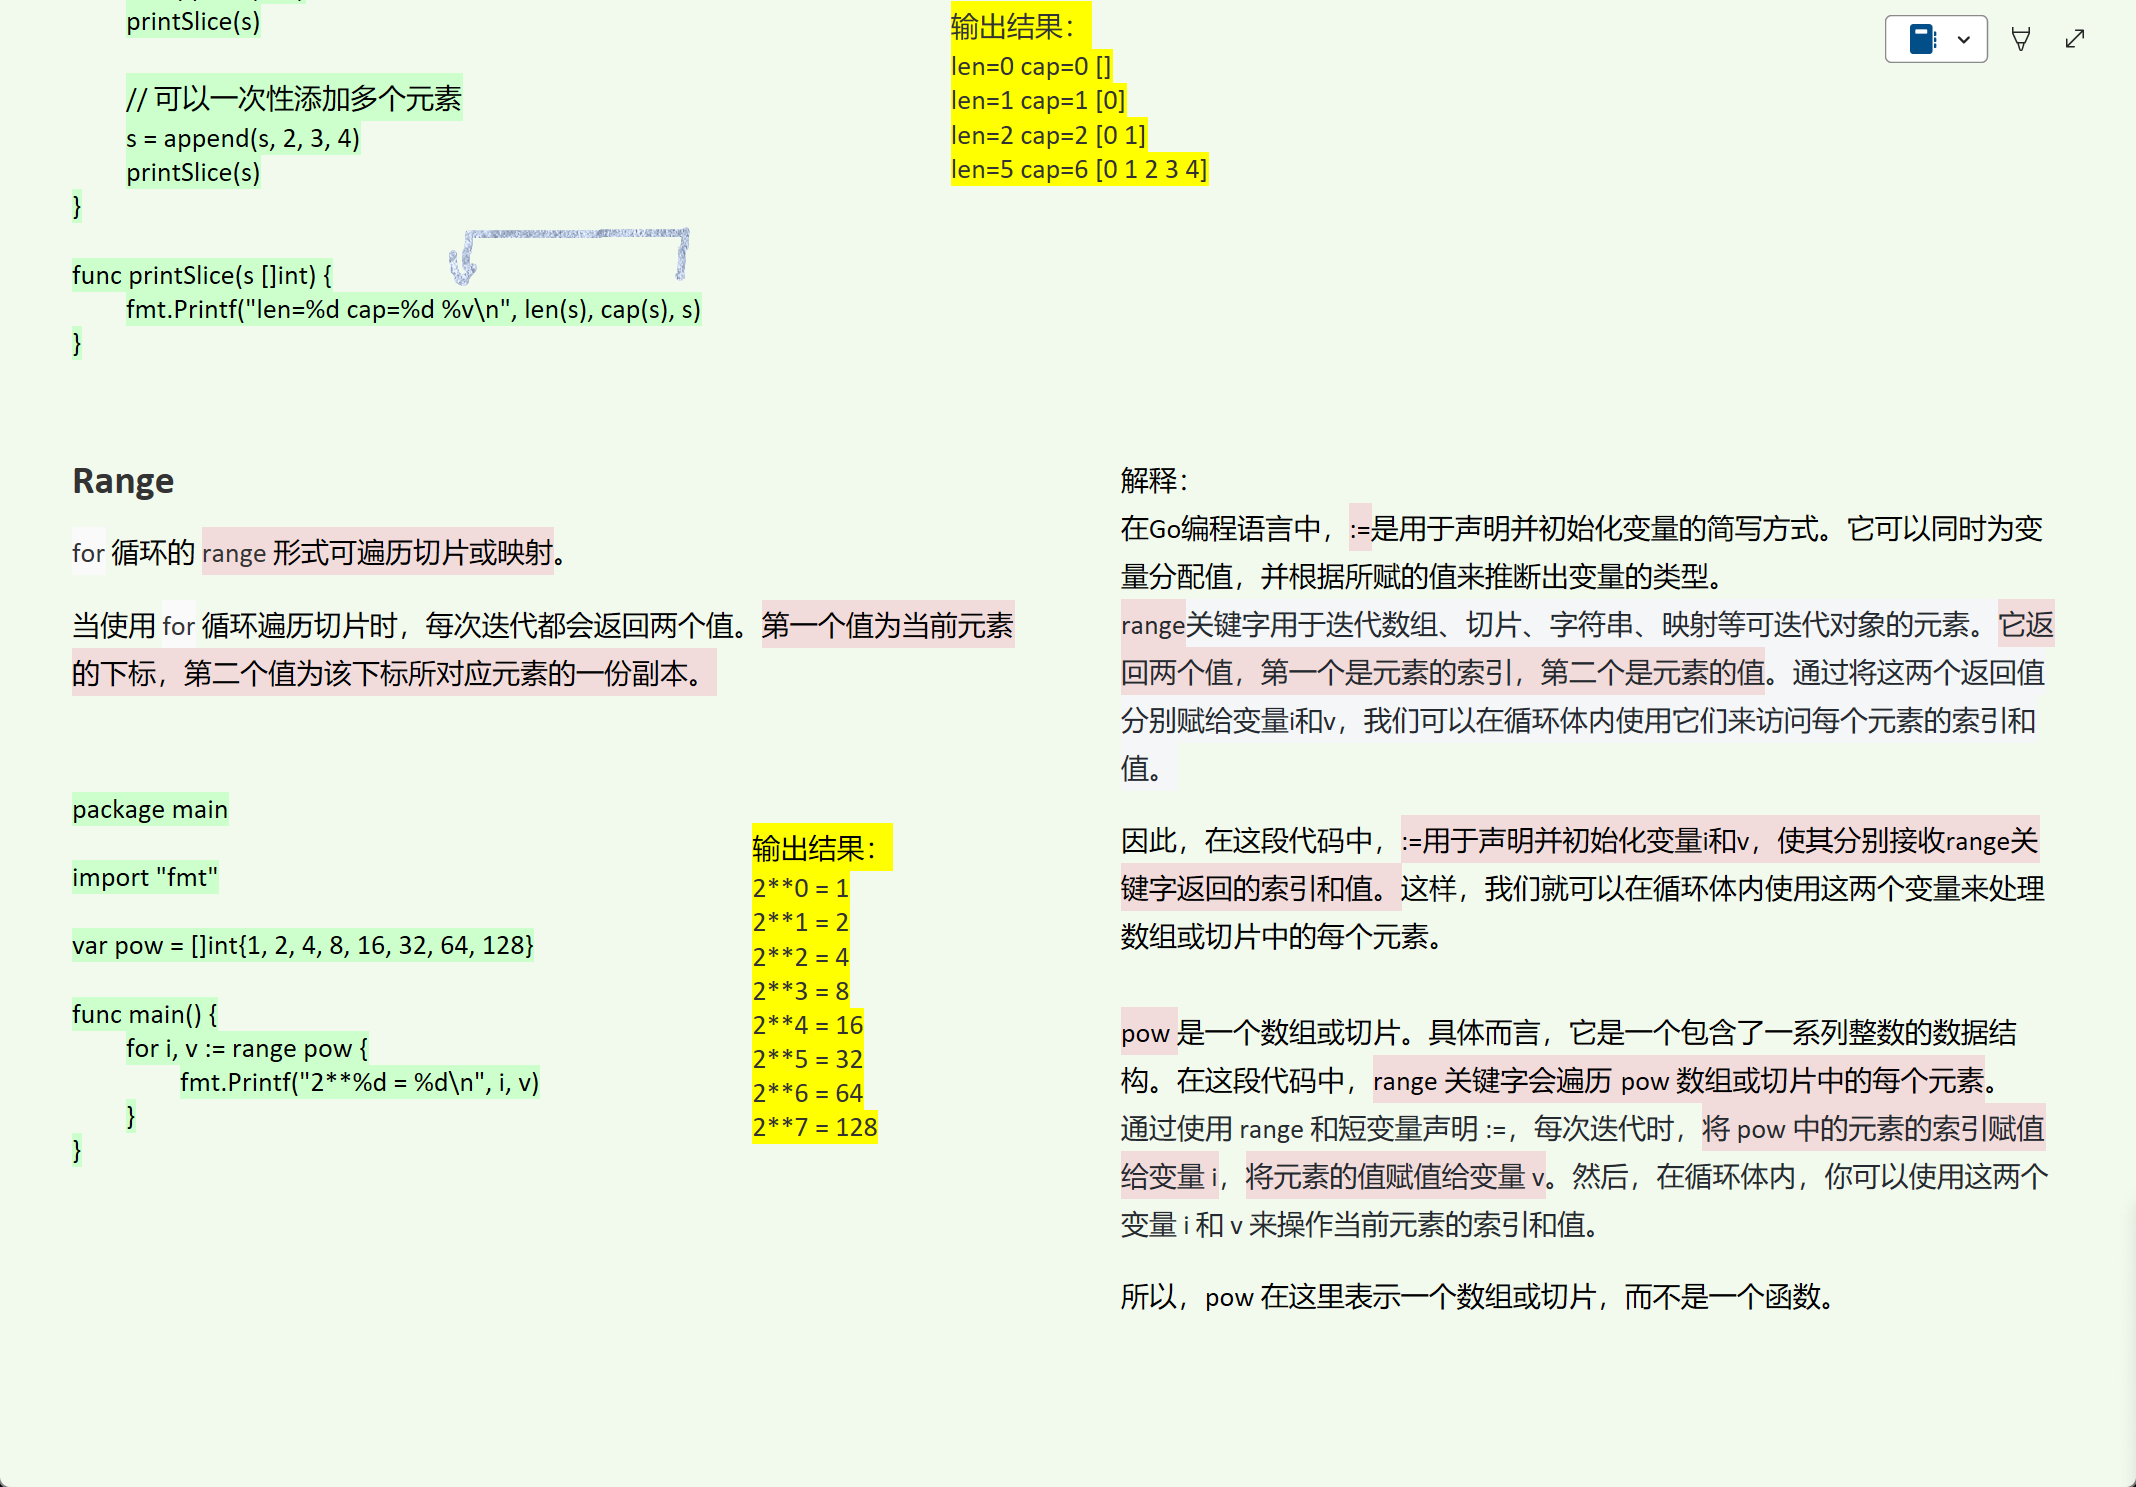 printSlice(s)
// 可以一次性添加多个元素
s = append(s, 2, 3, 4)
printSlice(s)
}
func printSlice(s []int) {
fmt.Printf("len=%d cap=%d %v\n", len(s), cap(s), s)
}
输出结果：
len=0 cap=0 []
len=1 cap=1 [0]
len=2 cap=2 [0 1]
len=5 cap=6 [0 1 2 3 4]
Range
for 循环的 range 形式可遍历切片或映射。
当使用 for 循环遍历切片时，每次迭代都会返回两个值。第一个值为当前元素
的下标，第二个值为该下标所对应元素的一份副本。
package main
import "fmt"
var pow = []int{1, 2, 4, 8, 16, 32, 64, 128}
func main() {
for i, v := range pow {
fmt.Printf("2**%d = %d\n", i, v)
}
}
输出结果：
2**0 = 1
2**1 = 2
2**2 = 4
2**3 = 8
2**4 = 16
2**5 = 32
2**6 = 64
2**7 = 128
解释：
在Go编程语言中，:=是用于声明并初始化变量的简写方式。它可以同时为变
量分配值，并根据所赋的值来推断出变量的类型。
range关键字用于迭代数组、切片、字符串、映射等可迭代对象的元素。它返
回两个值，第一个是元素的索引，第二个是元素的值。通过将这两个返回值
分别赋给变量i和v，我们可以在循环体内使用它们来访问每个元素的索引和
值。
因此，在这段代码中，:=用于声明并初始化变量i和v，使其分别接收range关
键字返回的索引和值。这样，我们就可以在循环体内使用这两个变量来处理
数组或切片中的每个元素。
pow 是一个数组或切片。具体而言，它是一个包含了一系列整数的数据结
构。在这段代码中，range 关键字会遍历 pow 数组或切片中的每个元素。
通过使用 range 和短变量声明 :=，每次迭代时，将 pow 中的元素的索引赋值
给变量 i，将元素的值赋值给变量 v。然后，在循环体内，你可以使用这两个
变量 i 和 v 来操作当前元素的索引和值。
所以，pow 在这里表示一个数组或切片，而不是一个函数。